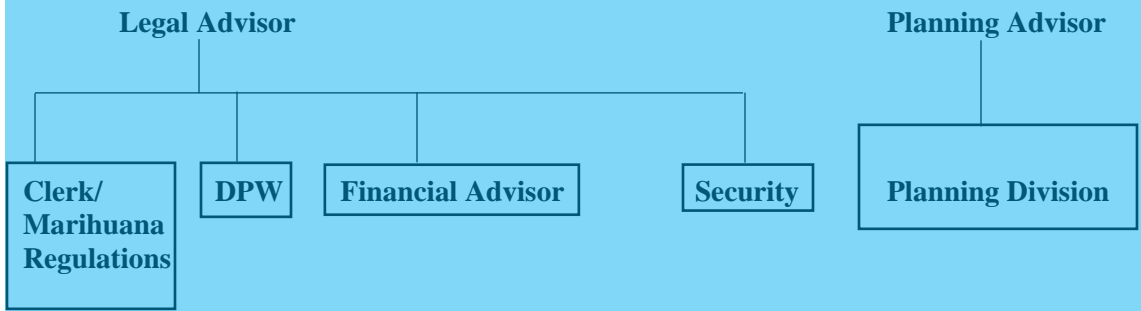 Legal Advisor
Planning Advisor
Clerk/
Marihuana
Regulations
DPW
Financial Advisor
Security
Planning Division